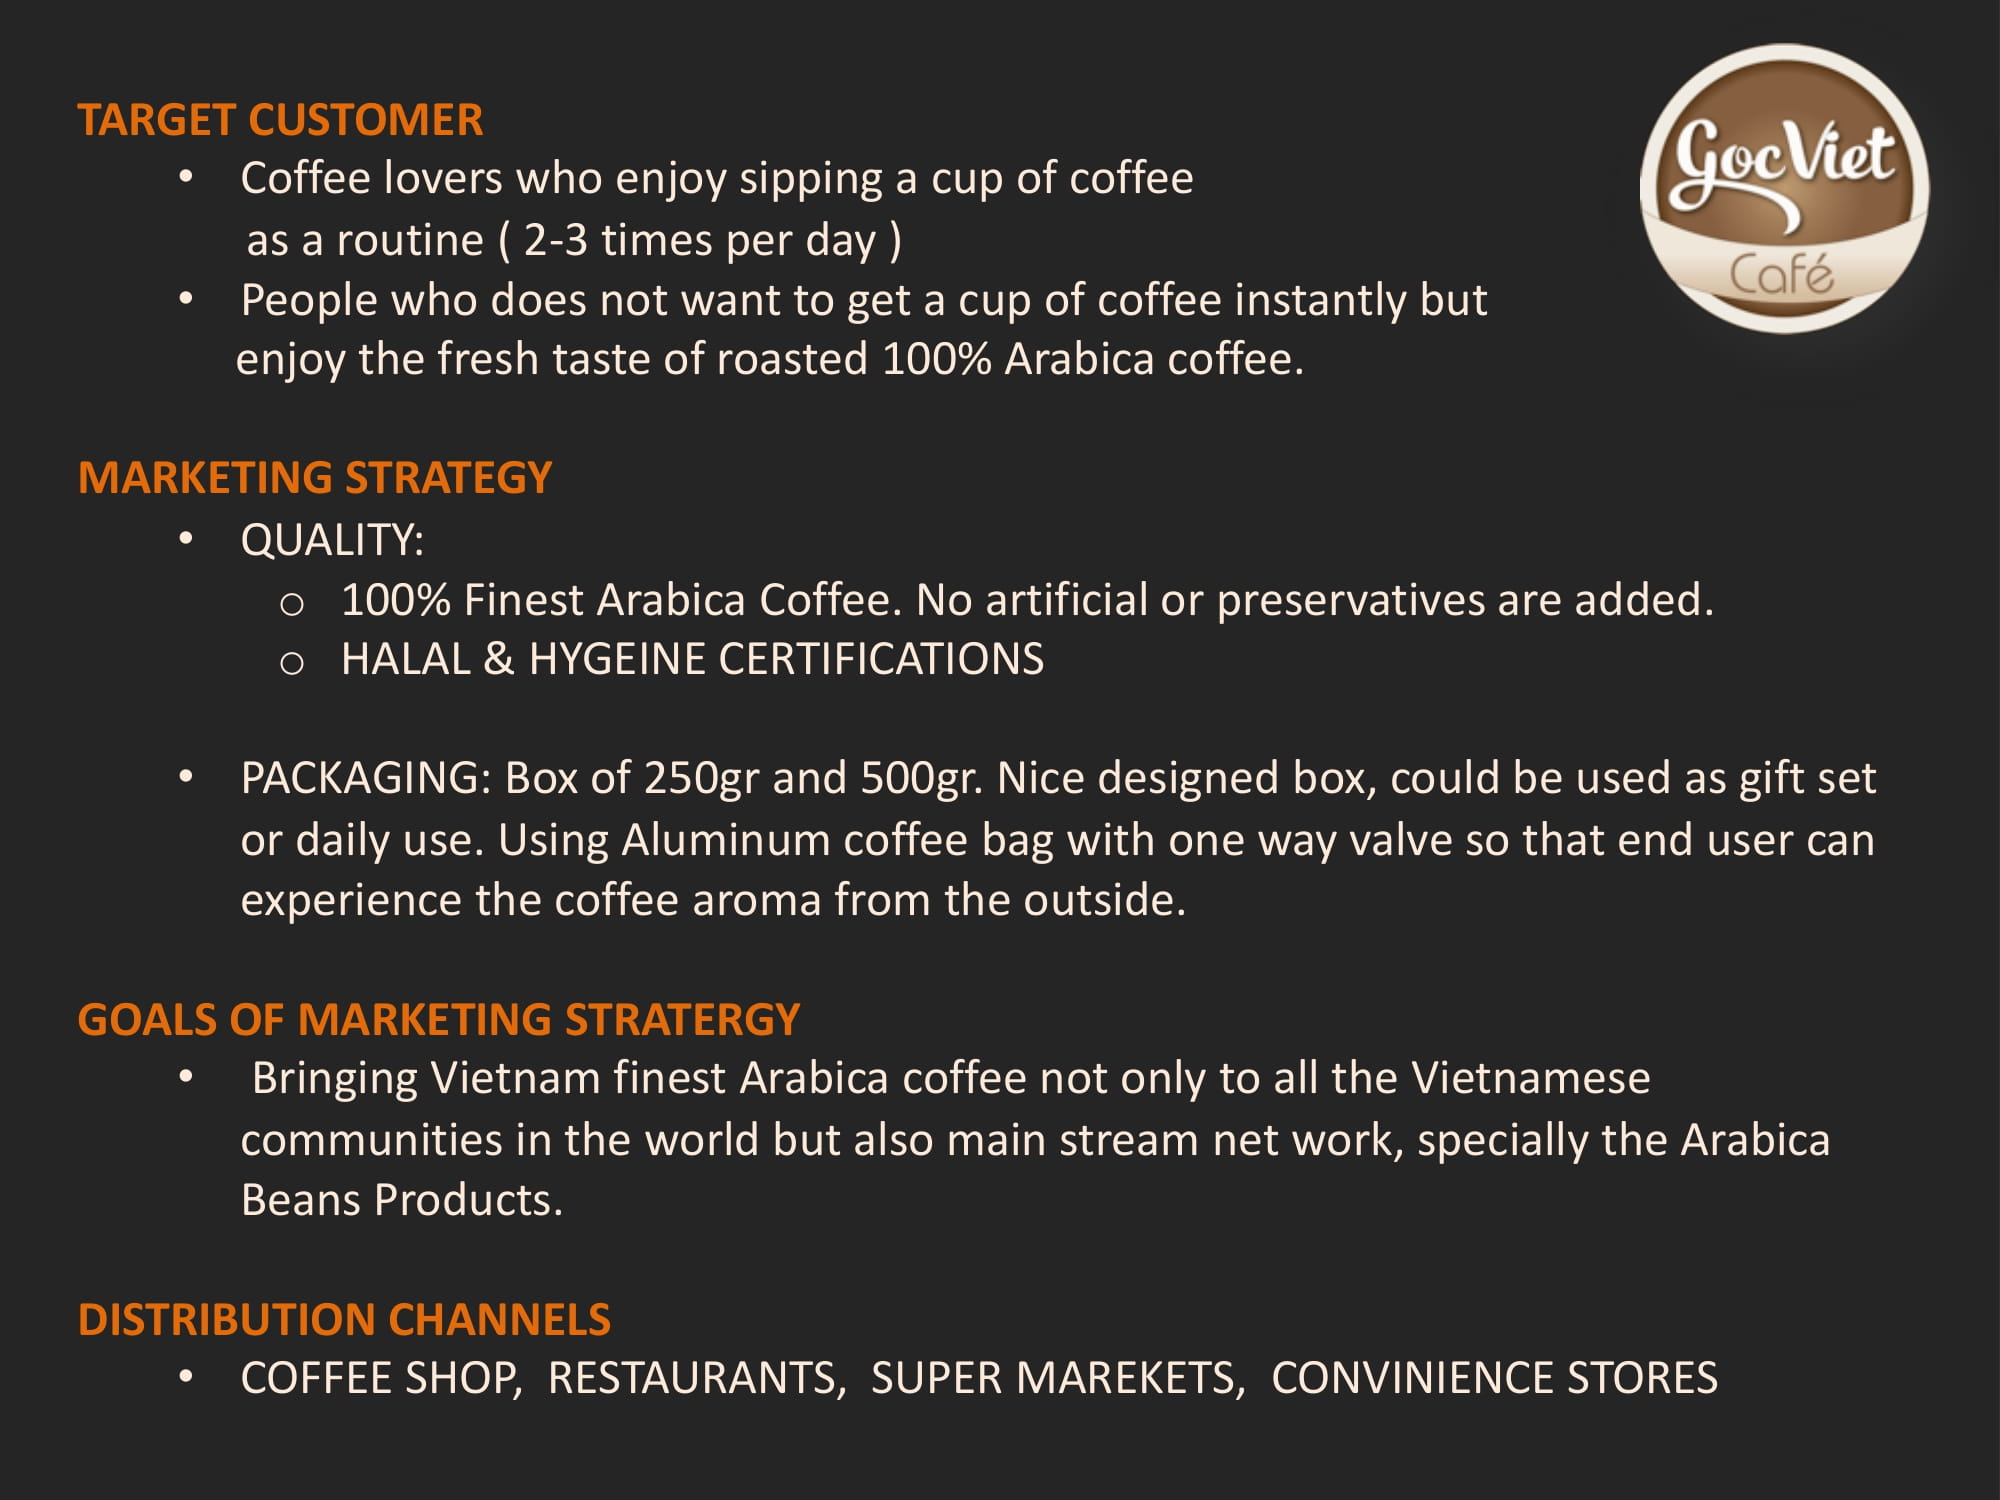 GocViet
Café
TARGET CUSTOMER
• Coffee lovers who enjoy sipping a cup of coffee
as a routine ( 2-3 times per day )
• People who does not want to get a cup of coffee instantly but
enjoy the fresh taste of roasted 100% Arabica coffee.
MARKETING STRATEGY
• QUALITY:
o 100% Finest Arabica Coffee. No artificial or preservatives are added.
o HALAL & HYGEINE CERTIFICATIONS
• PACKAGING: Box of 250gr and 500gr. Nice designed box, could be used as gift set
or daily use. Using Aluminum coffee bag with one way valve so that end user can
experience the coffee aroma from the outside.
GOALS OF MARKETING STRATERGY
• Bringing Vietnam finest Arabica coffee not only to all the Vietnamese
communities in the world but also main stream net work, specially the Arabica
Beans Products.
DISTRIBUTION CHANNELS
• COFFEE SHOP, RESTAURANTS, SUPER MAREKETS, CONVINIENCE STORES